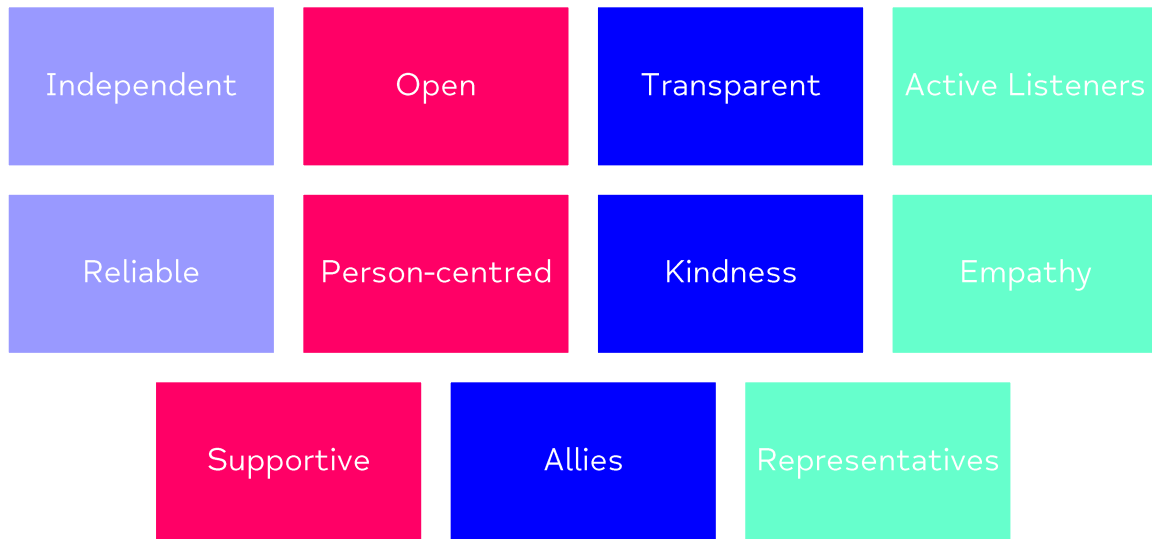 Independent
Open
Transparent
Active Listeners
Reliable
Person-centred
Kindness
Empathy
Supportive
Allies
Representatives